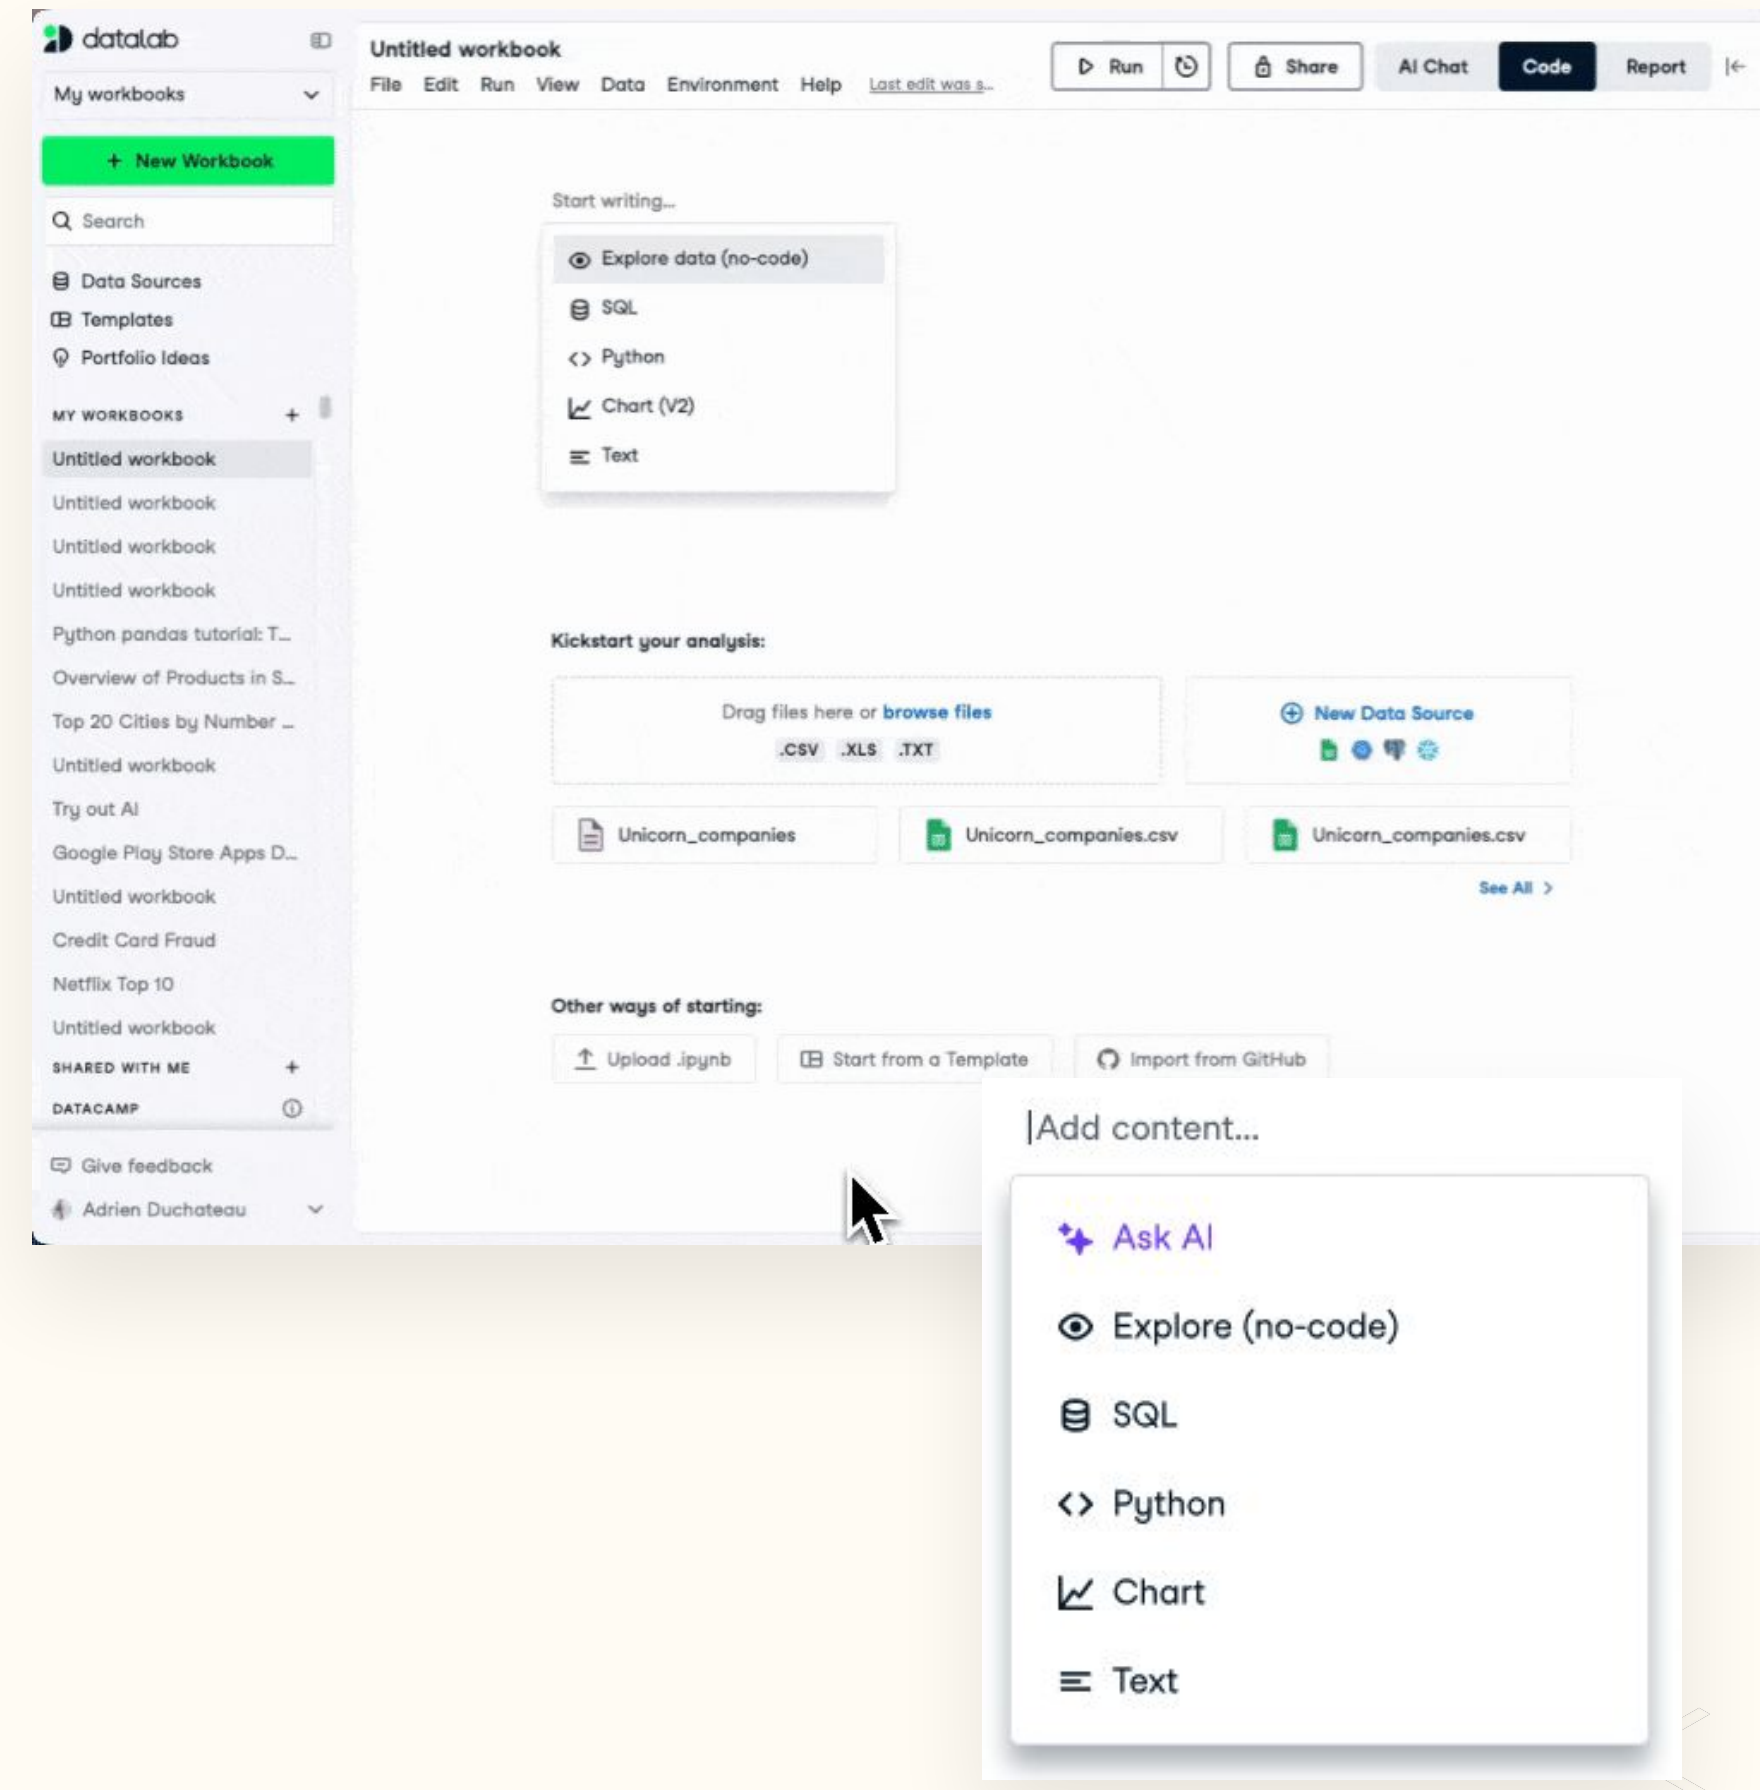 datalab
My workbooks
+ New Workbook
Search
Data Sources
Templates
Portfolio Ideas
MY WORKBOOKS +
Untitled workbook
Untitled workbook
Untitled workbook
Untitled workbook
Python pandas tutorial: T...
Overview of Products in S...
Top 20 Cities by Number ...
Untitled workbook
Try out AI
Google Play Store Apps D...
Untitled workbook
Credit Card Fraud
Netflix Top 10
Untitled workbook
SHARED WITH ME +
DATACAMP
Give feedback
Adrien Duchateau
Untitled workbook
File Edit Run View Data Environment Help Last edit was s...
Run Share AI Chat Code Report
Start writing...
Explore data (no-code)
SQL
Python
Chart (V2)
Text
Kickstart your analysis:
Drag files here or browse files
.CSV .XLS .TXT
New Data Source
Unicorn_companies Unicorn_companies.csv Unicorn_companies.csv
See All >
Other ways of starting:
Upload .ipynb Start from a Template Import from GitHub
Add content...
Ask AI
Explore (no-code)
SQL
Python
Chart
Text